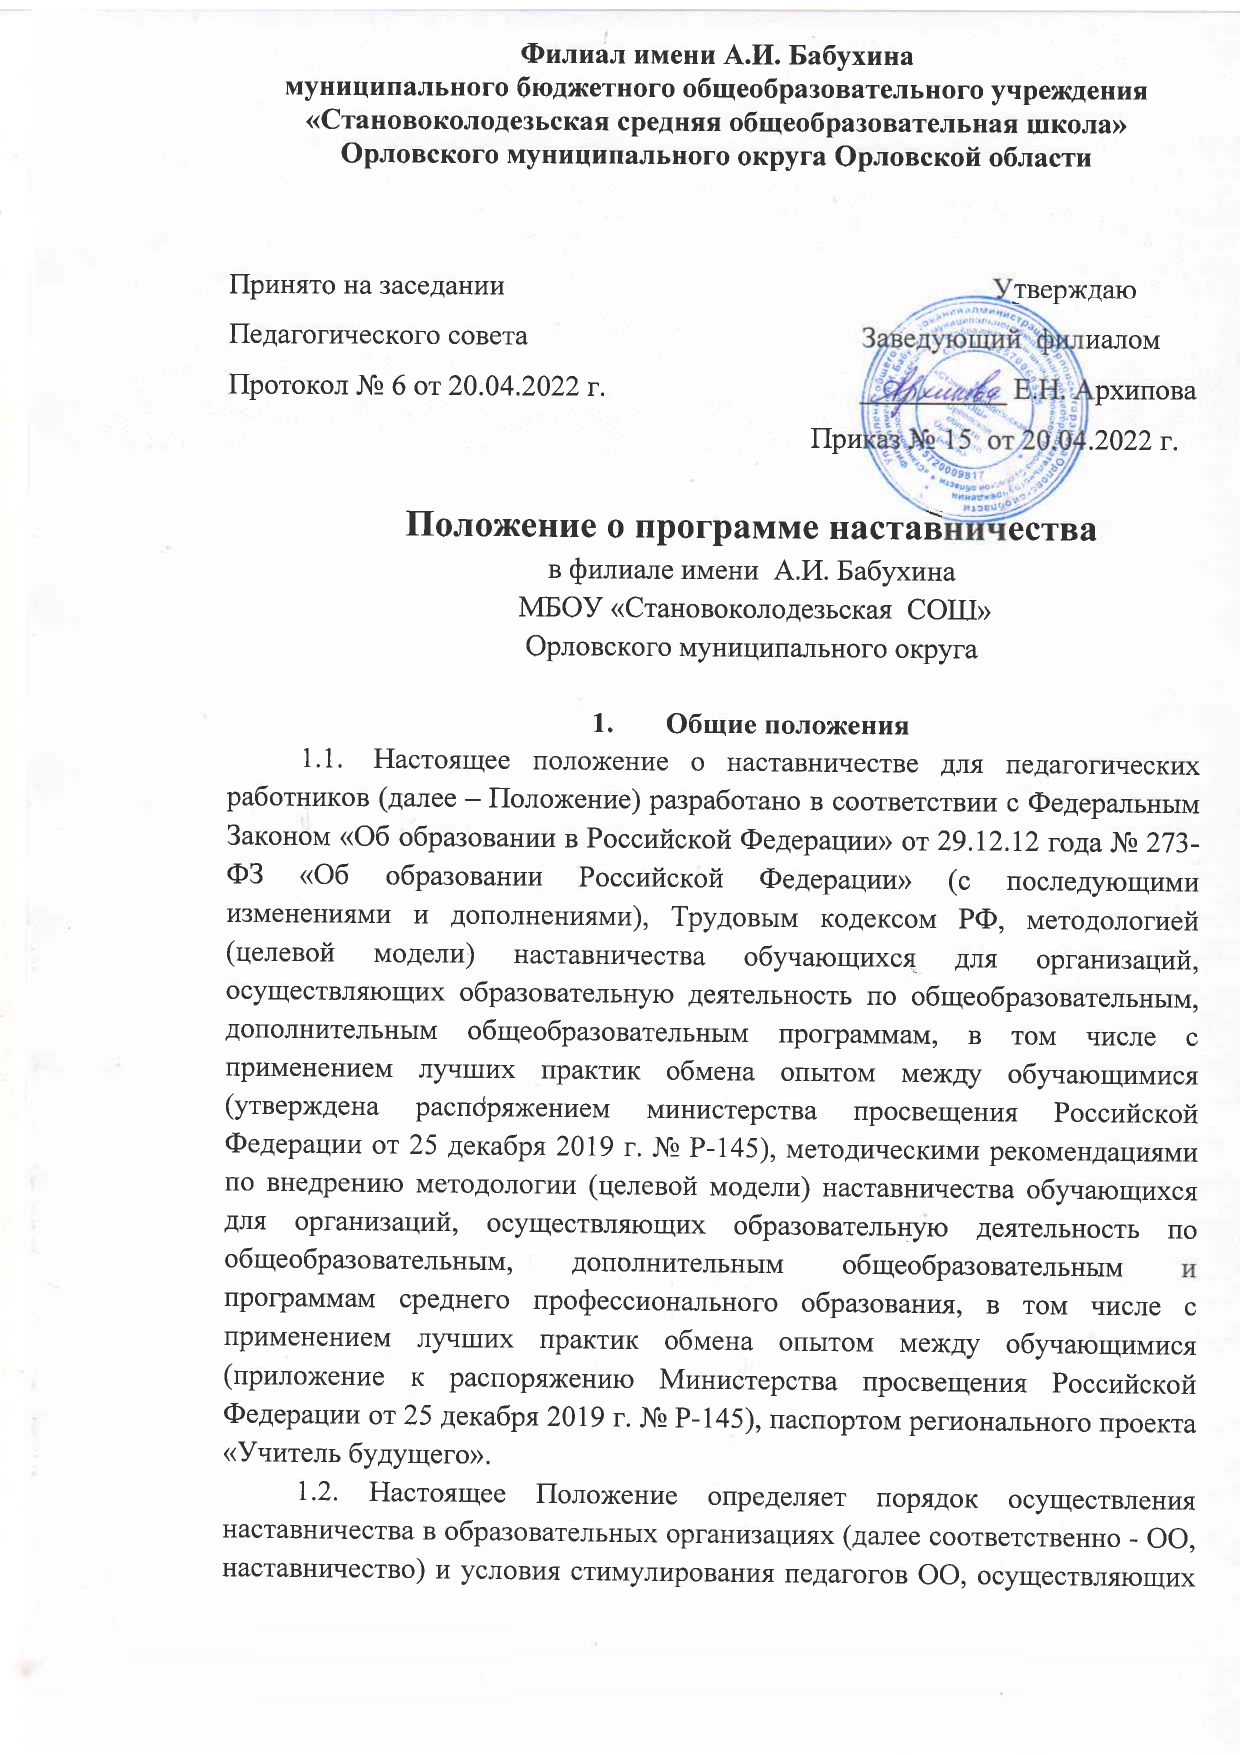 Филиал имени А.И. Бабухина
муниципального бюджетного общеобразовательного учреждения
«Становоколодезьская средняя общеобразовательная школа»
Орловского муниципального округа Орловской области
Принято на заседании
Утверждаю
Педагогического совета
Заведующий филиалом
Протокол № 6 от 20.04.2022 г.
Архипова Е.Н. Архипова
Приказ № 15 от 20.04.2022 г.
Положение о программе наставничества
в филиале имени А.И. Бабухина
МБОУ «Становоколодезьская СОШ»
Орловского муниципального округа
1. Общие положения
1.1. Настоящее положение о наставничестве для педагогических
работников (далее – Положение) разработано в соответствии с Федеральным
Законом «Об образовании в Российской Федерации» от 29.12.12 года № 273-
ФЗ «Об образовании Российской Федерации» (с последующими
изменениями и дополнениями), Трудовым кодексом РФ, методологией
(целевой модели) наставничества обучающихся для организаций,
осуществляющих образовательную деятельность по общеобразовательным,
дополнительным общеобразовательным программам, в том числе с
применением лучших практик обмена опытом между обучающимися
(утверждена распоряжением министерства просвещения Российской
Федерации от 25 декабря 2019 г. № Р-145), методическими рекомендациями
по внедрению методологии (целевой модели) наставничества обучающихся
для организаций, осуществляющих образовательную деятельность по
общеобразовательным, дополнительным общеобразовательным и
программам среднего профессионального образования, в том числе с
применением лучших практик обмена опытом между обучающимися
(приложение к распоряжению Министерства просвещения Российской
Федерации от 25 декабря 2019 г. № Р-145), паспортом регионального проекта
«Учитель будущего».
1.2. Настоящее Положение определяет порядок осуществления
наставничества в образовательных организациях (далее соответственно - ОО,
наставничество) и условия стимулирования педагогов ОО, осуществляющих